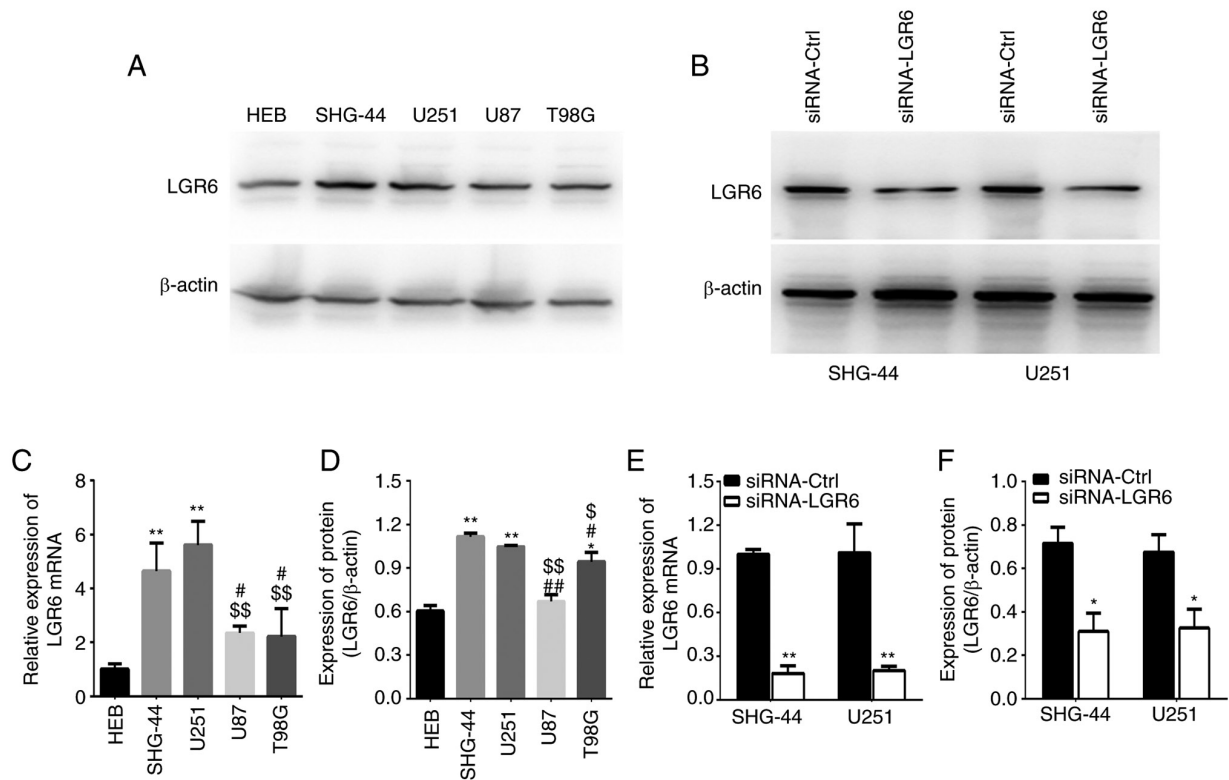 A
HEB SHG-44 U251 U87 T98G
LGR6
β-actin
B
siRNA-Ctrl siRNA-LGR6 siRNA-Ctrl siRNA-LGR6
LGR6
β-actin
SHG-44 U251
C
Relative expression of
LGR6 mRNA
8
6
4
2
0
**
**
#
$$
#
$$
HEB SHG-44 U251 U87 T98G
D
Expression of protein
(LGR6/β-actin)
1.5
1.2
0.9
0.6
0.3
0.0
**
**
$$
##
$
#
*
HEB SHG-44 U251 U87 T98G
E
siRNA-Ctrl
siRNA-LGR6
Relative expression of
LGR6 mRNA
1.5
1.2
0.9
0.6
0.3
0.0
**
**
SHG-44 U251
F
siRNA-Ctrl
siRNA-LGR6
Expression of protein
(LGR6/β-actin)
1.0
0.8
0.6
0.4
0.2
0.0
*
*
SHG-44 U251